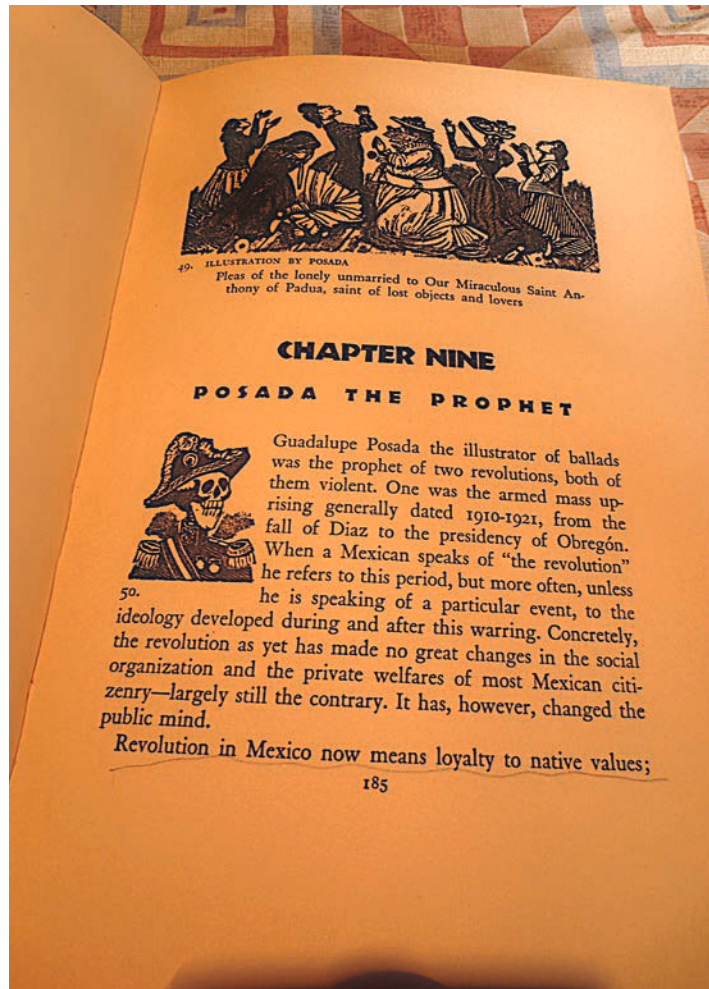 49. ILLUSTRATION BY POSADA
Pleas of the lonely unmarried to Our Miraculous Saint An-
thony of Padua, saint of lost objects and lovers
CHAPTER NINE
POSADA THE PROPHET
Guadalupe Posada the illustrator of ballads
was the prophet of two revolutions, both of
them violent. One was the armed mass up-
rising generally dated 1910-1921, from the
fall of Diaz to the presidency of Obregón.
When a Mexican speaks of “the revolution”
he refers to this period, but more often, unless
50.
he is speaking of a particular event, to the
ideology developed during and after this warring. Concretely,
the revolution as yet has made no great changes in the social
organization and the private welfares of most Mexican citi-
zenry—largely still the contrary. It has, however, changed the
public mind.
Revolution in Mexico now means loyalty to native values;
185